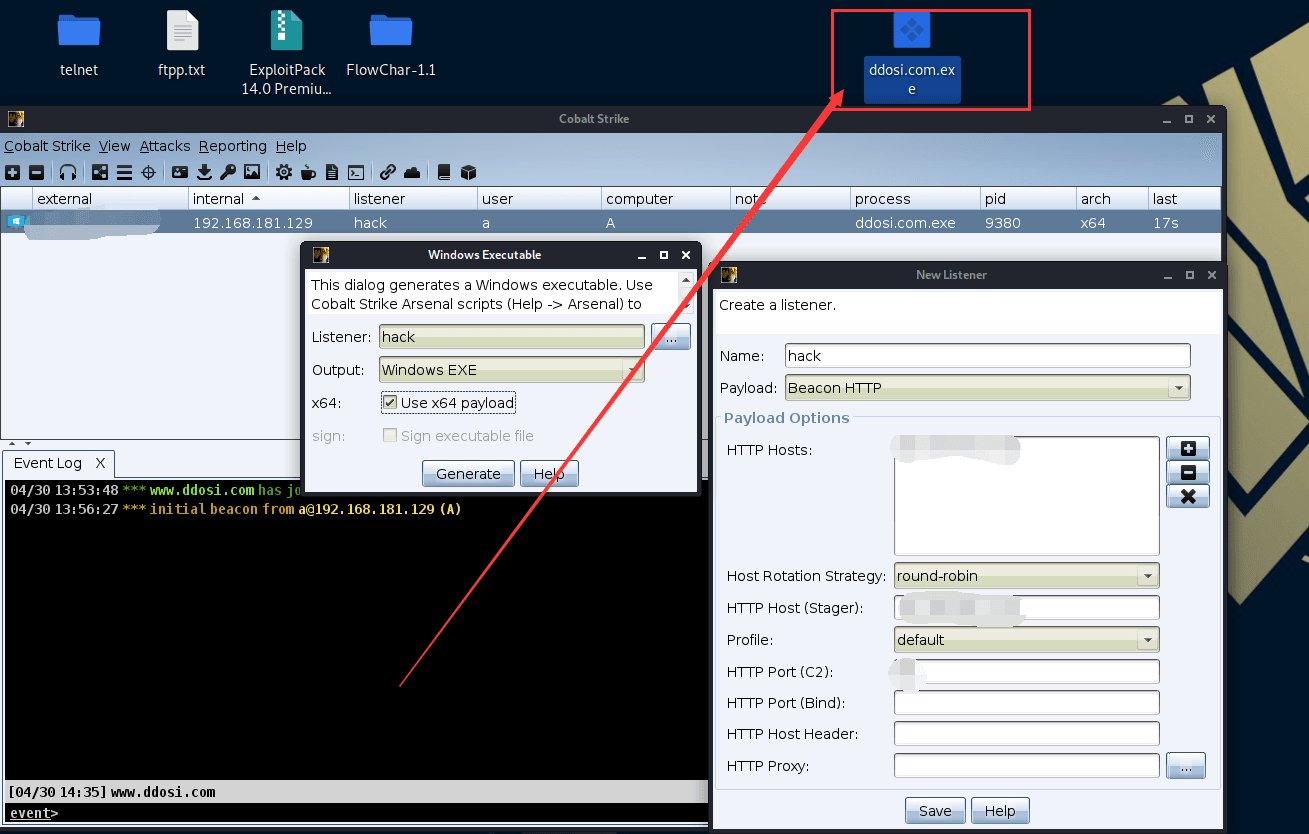 telnet
ftpp.txt
ExploitPack
14.0 Premiu...
FlowChar-1.1
ddosi.com.ex
e
Cobalt Strike
Cobalt Strike View Attacks Reporting Help
external internal listener user computer note process pid arch last
192.168.181.129 hack a A ddosi.com.exe 9380 x64 17s
Windows Executable
This dialog generates a Windows executable. Use
Cobalt Strike Arsenal scripts (Help -> Arsenal) to
Listener: hack ...
Output: Windows EXE
x64: Use x64 payload
sign: Sign executable file
Generate Help
New Listener
Create a listener.
Name: hack
Payload: Beacon HTTP
Payload Options
HTTP Hosts:
Host Rotation Strategy: round-robin
HTTP Host (Stager):
Profile: default
HTTP Port (C2):
HTTP Port (Bind):
HTTP Host Header:
HTTP Proxy: ...
Save Help
Event Log X
04/30 13:53:48 *** www.ddosi.com has jo
04/30 13:56:27 *** initial beacon from a@192.168.181.129 (A)
[04/30 14:35] www.ddosi.com
event>